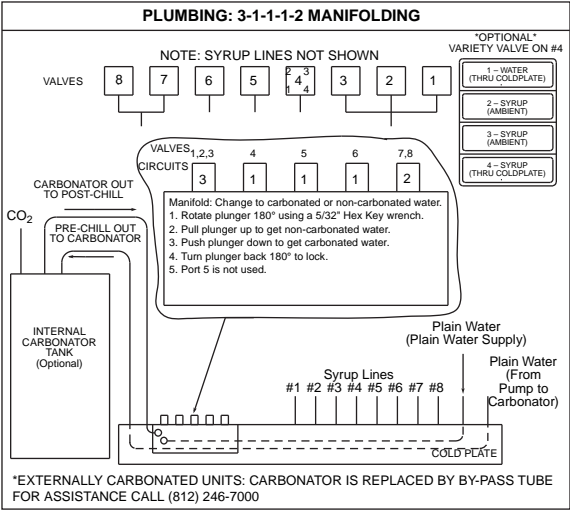 PLUMBING: 3-1-1-1-2 MANIFOLDING
*OPTIONAL*
VARIETY VALVE ON #4
NOTE: SYRUP LINES NOT SHOWN
VALVES
8 7 6 5 4 3 2 1
2 3
1 4
1 – WATER
(THRU COLDPLATE)
2 – SYRUP
(AMBIENT)
3 – SYRUP
(AMBIENT)
4 – SYRUP
(THRU COLDPLATE)
VALVES 1,2,3 4 5 6 7,8
CIRCUITS 3 1 1 1 2
Manifold: Change to carbonated or non-carbonated water.
1. Rotate plunger 180° using a 5/32" Hex Key wrench.
2. Pull plunger up to get non-carbonated water.
3. Push plunger down to get carbonated water.
4. Turn plunger back 180° to lock.
5. Port 5 is not used.
CARBONATOR OUT
TO POST-CHILL
CO2
PRE-CHILL OUT
TO CARBONATOR
INTERNAL
CARBONATOR
TANK
(Optional)
Plain Water
(Plain Water Supply)
Plain Water
(From
Pump to
Carbonator)
Syrup Lines
#1 #2 #3 #4 #5 #6 #7 #8
COLD PLATE
*EXTERNALLY CARBONATED UNITS: CARBONATOR IS REPLACED BY BY-PASS TUBE
FOR ASSISTANCE CALL (812) 246-7000